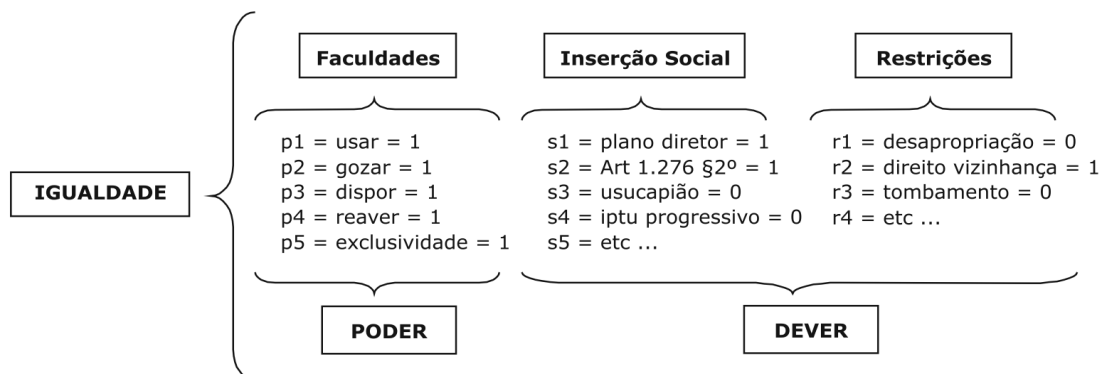 IGUALDADE
Faculdades
p1 = usar = 1
p2 = gozar = 1
p3 = dispor = 1
p4 = reaver = 1
p5 = exclusividade = 1
PODER
Inserção Social
s1 = plano diretor = 1
s2 = Art 1.276 §2º = 1
s3 = usucapião = 0
s4 = iptu progressivo = 0
s5 = etc ...
Restrições
r1 = desapropriação = 0
r2 = direito vizinhança = 1
r3 = tombamento = 0
r4 = etc ...
DEVER